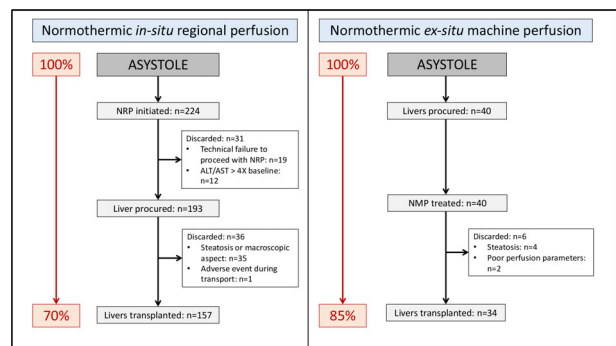 Normothermic in-situ regional perfusion
100%
ASYSTOLE
NRP initiated: n=224
Discarded: n=31
• Technical failure to
proceed with NRP: n=19
• ALT/AST > 4X baseline:
n=12
Liver procured: n=193
Discarded: n=36
• Steatosis or macroscopic
aspect: n=35
• Adverse event during
transport: n=1
70%
Livers transplanted: n=157
Normothermic ex-situ machine perfusion
100%
ASYSTOLE
Livers procured: n=40
NMP treated: n=40
Discarded: n=6
• Steatosis: n=4
• Poor perfusion parameters:
n=2
85%
Livers transplanted: n=34